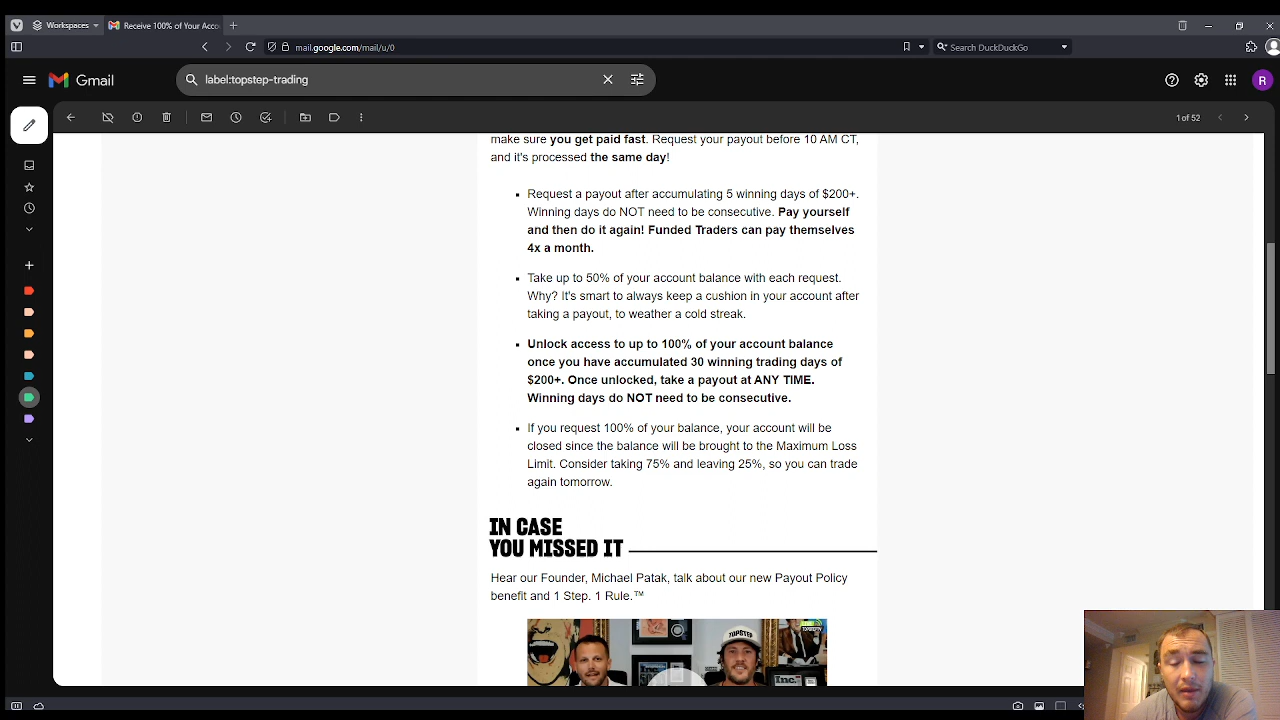 Workspaces
Receive 100% of Your Acco
mail.google.com/mail/u/0
Search DuckDuckGo
Gmail
label:topstep-trading
R
1 of 52
make sure you get paid fast. Request your payout before 10 AM CT,
and it's processed the same day!
Request a payout after accumulating 5 winning days of $200+.
Winning days do NOT need to be consecutive. Pay yourself
and then do it again! Funded Traders can pay themselves
4x a month.
Take up to 50% of your account balance with each request.
Why? It's smart to always keep a cushion in your account after
taking a payout, to weather a cold streak.
Unlock access to up to 100% of your account balance
once you have accumulated 30 winning trading days of
$200+. Once unlocked, take a payout at ANY TIME.
Winning days do NOT need to be consecutive.
If you request 100% of your balance, your account will be
closed since the balance will be brought to the Maximum Loss
Limit. Consider taking 75% and leaving 25%, so you can trade
again tomorrow.
IN CASE
YOU MISSED IT
Hear our Founder, Michael Patak, talk about our new Payout Policy
benefit and 1 Step. 1 Rule.™
TOPSTEP